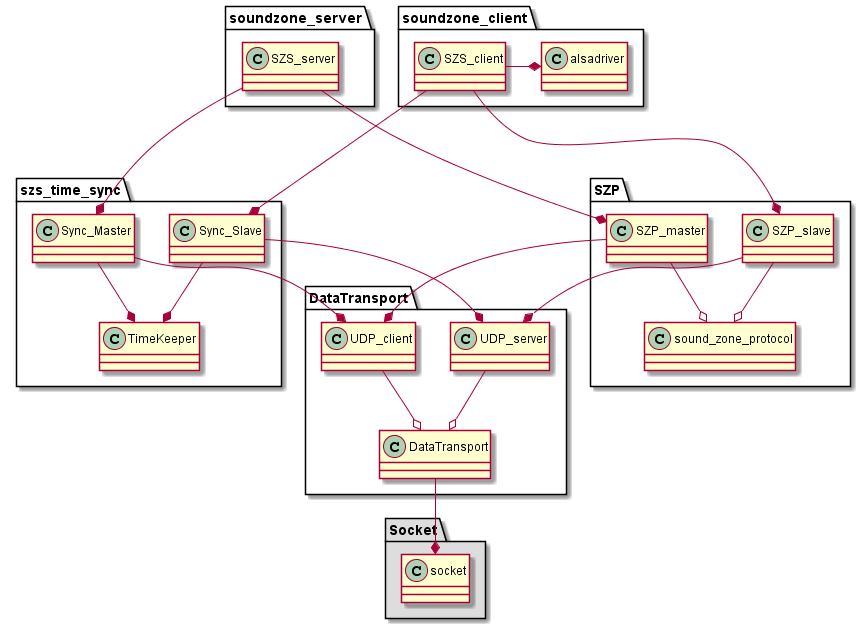 soundzone_server
soundzone_client
C SZS_server
C SZS_client
C alsadriver
szs_time_sync
SZP
C Sync_Master
C Sync_Slave
C SZP_master
C SZP_slave
DataTransport
C TimeKeeper
C UDP_client
C UDP_server
C sound_zone_protocol
C DataTransport
Socket
C socket